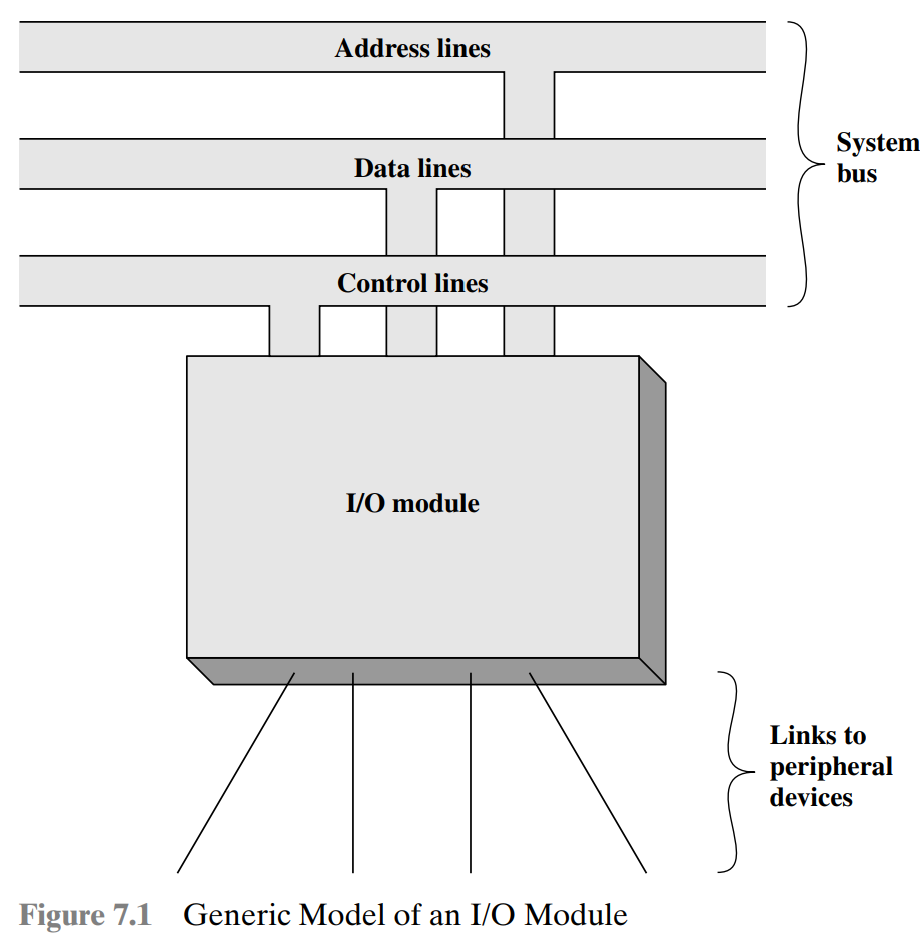 Address lines
Data lines
Control lines
System
bus
I/O module
Links to
peripheral
devices
Figure 7.1 Generic Model of an I/O Module